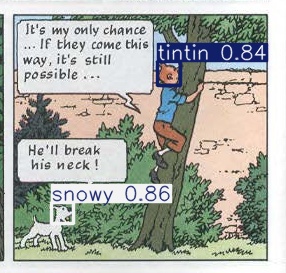 It's my only chance
... If they come this
way, it's still
possible ...
tintin 0.84
He'll break
his neck!
snowy 0.86